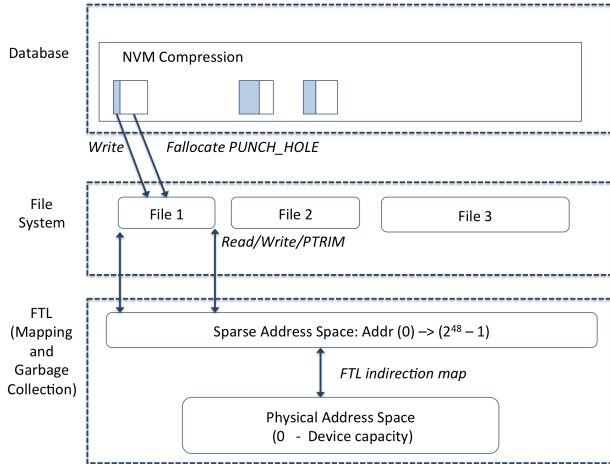 Database
NVM Compression
Write
Fallocate PUNCH_HOLE
File
System
File 1
File 2
File 3
Read/Write/PTRIM
FTL
(Mapping
and
Garbage
Collection)
Sparse Address Space: Addr (0) –> (2⁴⁸ – 1)
FTL indirection map
Physical Address Space
(0 - Device capacity)